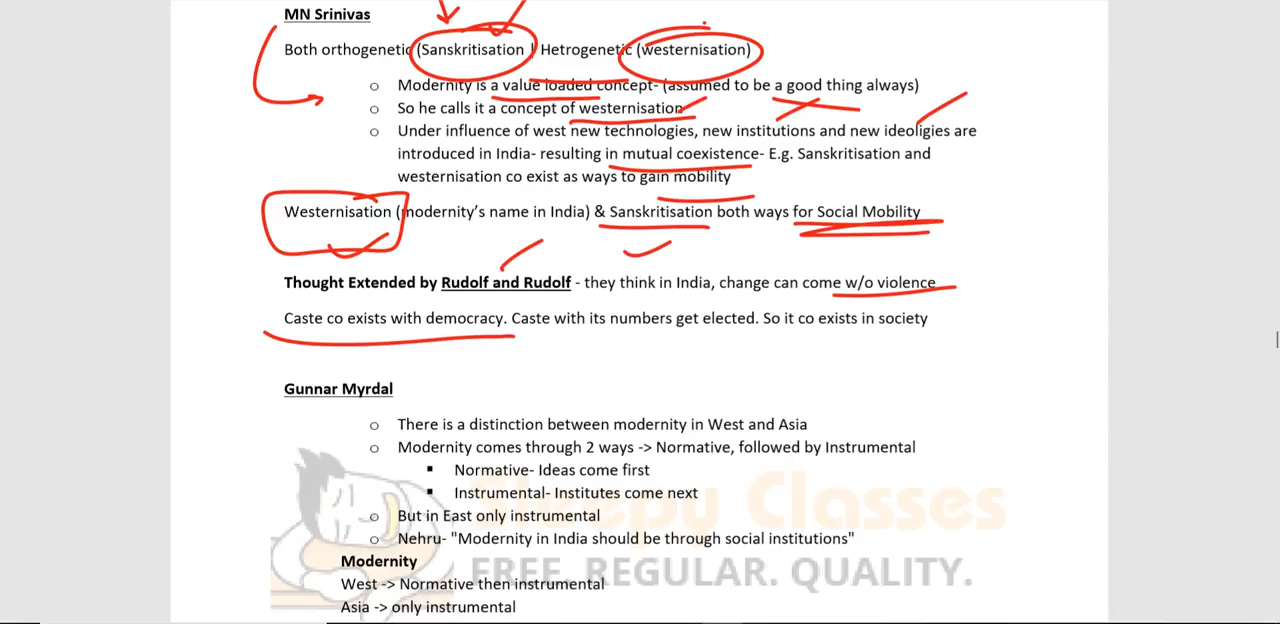 MN Srinivas
Both orthogenetic (Sanskritisation ) Hetrogenetic (westernisation)
o Modernity is a value loaded concept- (assumed to be a good thing always)
o So he calls it a concept of westernisation
o Under influence of west new technologies, new institutions and new ideoligies are
introduced in India- resulting in mutual coexistence- E.g. Sanskritisation and
westernisation co exist as ways to gain mobility
Westernisation (modernity's name in India) & Sanskritisation both ways for Social Mobility
Thought Extended by Rudolf and Rudolf - they think in India, change can come w/o violence
Caste co exists with democracy. Caste with its numbers get elected. So it co exists in society
Gunnar Myrdal
o There is a distinction between modernity in West and Asia
o Modernity comes through 2 ways -> Normative, followed by Instrumental
▪ Normative- Ideas come first
▪ Instrumental- Institutes come next
o But in East only instrumental
o Nehru- "Modernity in India should be through social institutions"
Modernity
West -> Normative then instrumental
Asia -> only instrumental
Sleepy Classes
FREE. REGULAR. QUALITY.